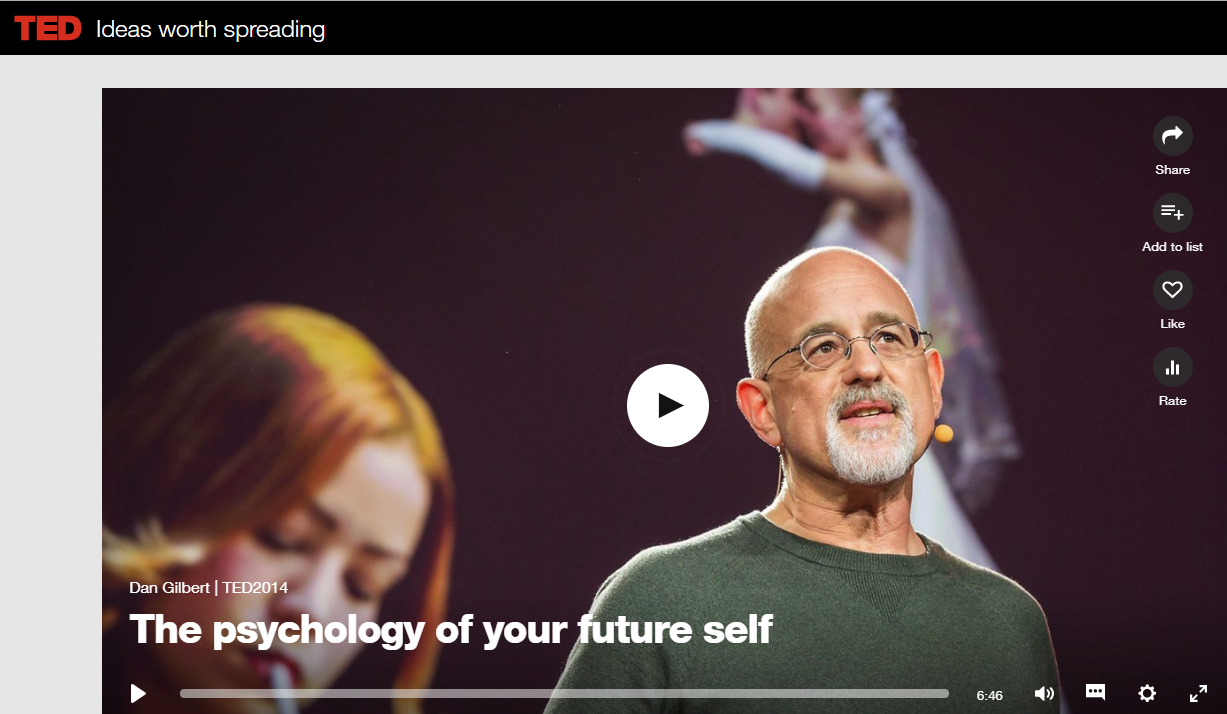 TED Ideas worth spreading
Share
Add to list
Like
Rate
Dan Gilbert | TED2014
The psychology of your future self
6:46